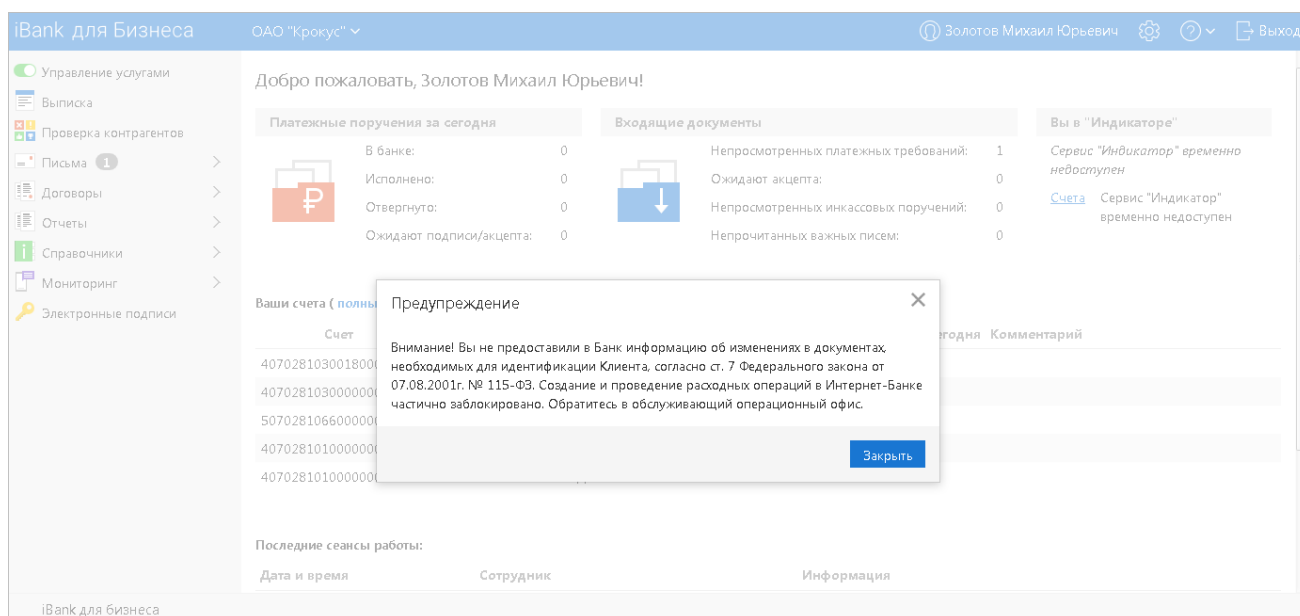 iBank для Бизнеса
ОАО "Крокус"
Золотов Михаил Юрьевич
Выход
Управление услугами
Выписка
Проверка контрагентов
Письма 1
Договоры
Отчеты
Справочники
Мониторинг
Электронные подписи
Добро пожаловать, Золотов Михаил Юрьевич!
Платежные поручения за сегодня
В банке: 0
Исполнено: 0
Отвергнуто: 0
Ожидают подписи/акцепта: 0
Входящие документы
Непросмотренных платежных требований: 1
Ожидают акцепта: 0
Непросмотренных инкассовых поручений: 0
Непрочитанных важных писем: 0
Вы в "Индикаторе"
Сервис "Индикатор" временно
недоступен
Счета Сервис "Индикатор"
временно недоступен
Ваши счета ( полны
Счет
егодня Комментарий
40702810300180
40702810300000
50702810660000
40702810100000
40702810100000
Предупреждение
Внимание! Вы не предоставили в Банк информацию об изменениях в документах,
необходимых для идентификации Клиента, согласно ст. 7 Федерального закона от
07.08.2001г. № 115-ФЗ. Создание и проведение расходных операций в Интернет-Банке
частично заблокировано. Обратитесь в обслуживающий операционный офис.
Закрыть
Последние сеансы работы:
Дата и время Сотрудник Информация
iBank для бизнеса